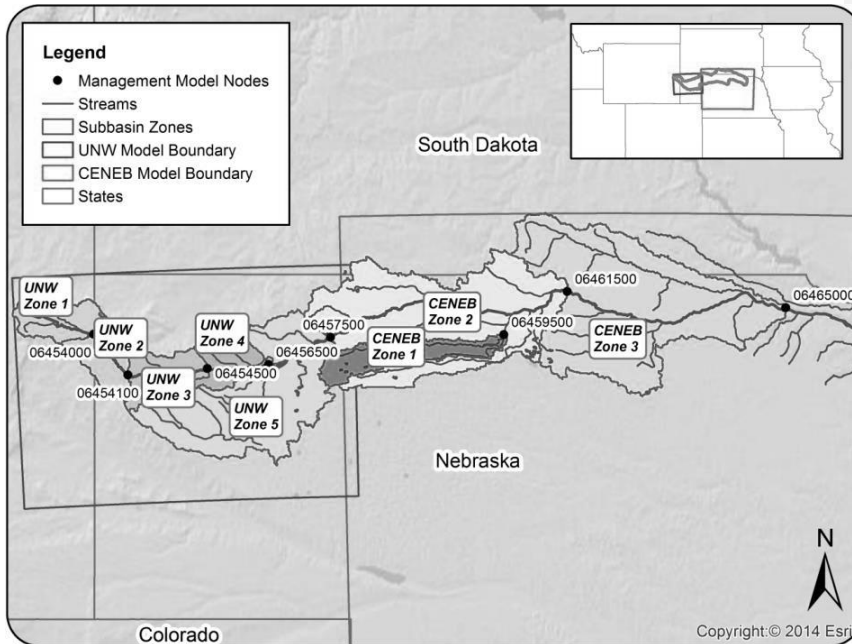 Legend
Management Model Nodes
Streams
Subbasin Zones
UNW Model Boundary
CENEB Model Boundary
States
South Dakota
UNW
Zone 1
UNW
Zone 2
UNW
Zone 4
06454000
06454100
UNW
Zone 3
06454500
UNW
Zone 5
06456500
06457500
CENEB
Zone 2
CENEB
Zone 1
06461500
06459500
CENEB
Zone 3
06465000
Nebraska
N
Colorado
Copyright:© 2014 Esri